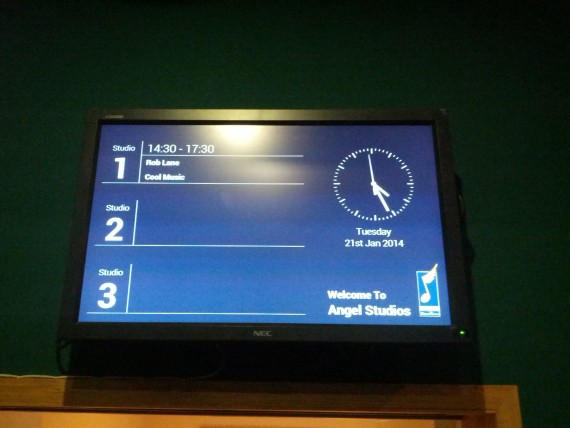 Studio
1
14:30 - 17:30
Rob Lane
Cool Music
Studio
2
Studio
3
Tuesday
21st Jan 2014
Welcome To
Angel Studios
NEC